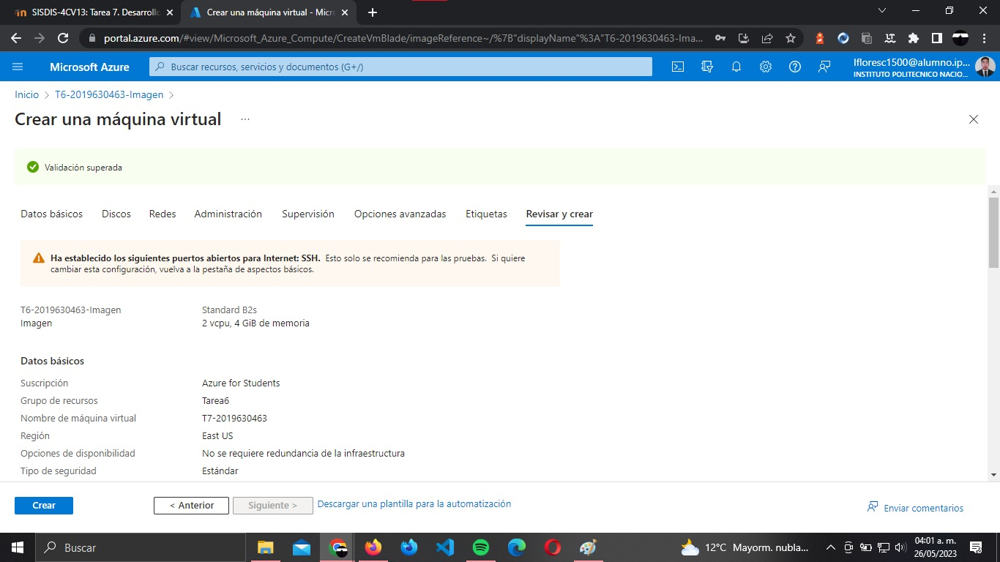 SISDIS-4CV13: Tarea 7. Desarrollo
Crear una máquina virtual - Micro
portal.azure.com/#view/Microsoft_Azure_Compute/CreateVmBlade/imageReference~/%7B"displayName"%3A"T6-2019630463-Ima...
Microsoft Azure
Buscar recursos, servicios y documentos (G+/)
lfloresc1500@alumno.ip...
INSTITUTO POLITECNICO NACIO...
Inicio > T6-2019630463-Imagen >
Crear una máquina virtual ...
Validación superada
Datos básicos Discos Redes Administración Supervisión Opciones avanzadas Etiquetas Revisar y crear
Ha establecido los siguientes puertos abiertos para Internet: SSH. Esto solo se recomienda para las pruebas. Si quiere
cambiar esta configuración, vuelva a la pestaña de aspectos básicos.
T6-2019630463-Imagen Standard B2s
Imagen 2 vcpu, 4 GiB de memoria
Datos básicos
Suscripción Azure for Students
Grupo de recursos Tarea6
Nombre de máquina virtual T7-2019630463
Región East US
Opciones de disponibilidad No se requiere redundancia de la infraestructura
Tipo de seguridad Estándar
Crear < Anterior Siguiente > Descargar una plantilla para la automatización Enviar comentarios
Buscar
12°C Mayorm. nubla...
04:01 a. m.
26/05/2023